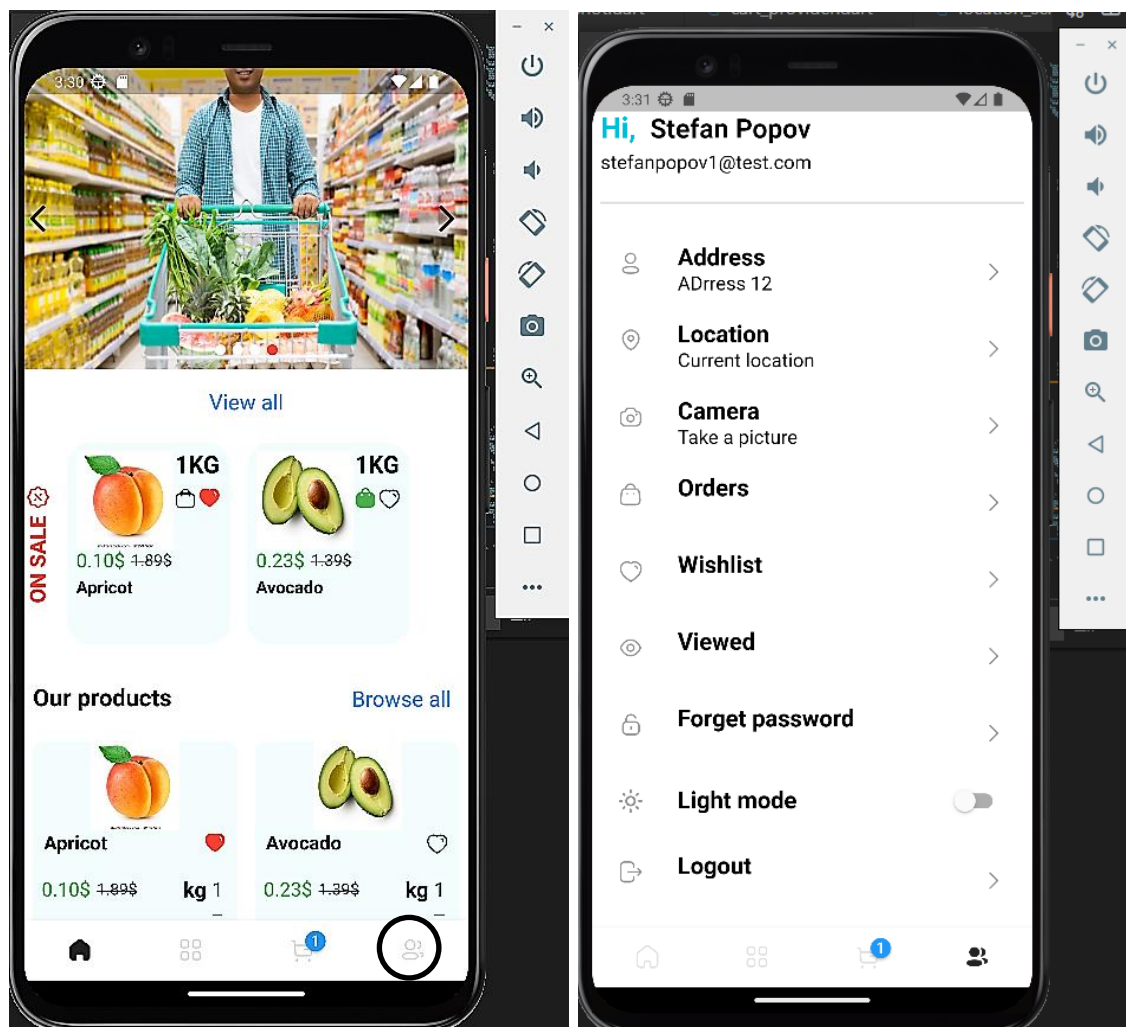 3:30
View all
1KG
1KG
ON SALE
0.10$ 1.89$
0.23$ 1.39$
Apricot
Avocado
Our products
Browse all
Apricot
Avocado
0.10$ 1.89$
kg 1
0.23$ 1.39$
kg 1
1
3:31
Hi, Stefan Popov
stefanpopov1@test.com
Address
ADrress 12
Location
Current location
Camera
Take a picture
Orders
Wishlist
Viewed
Forget password
Light mode
Logout
1